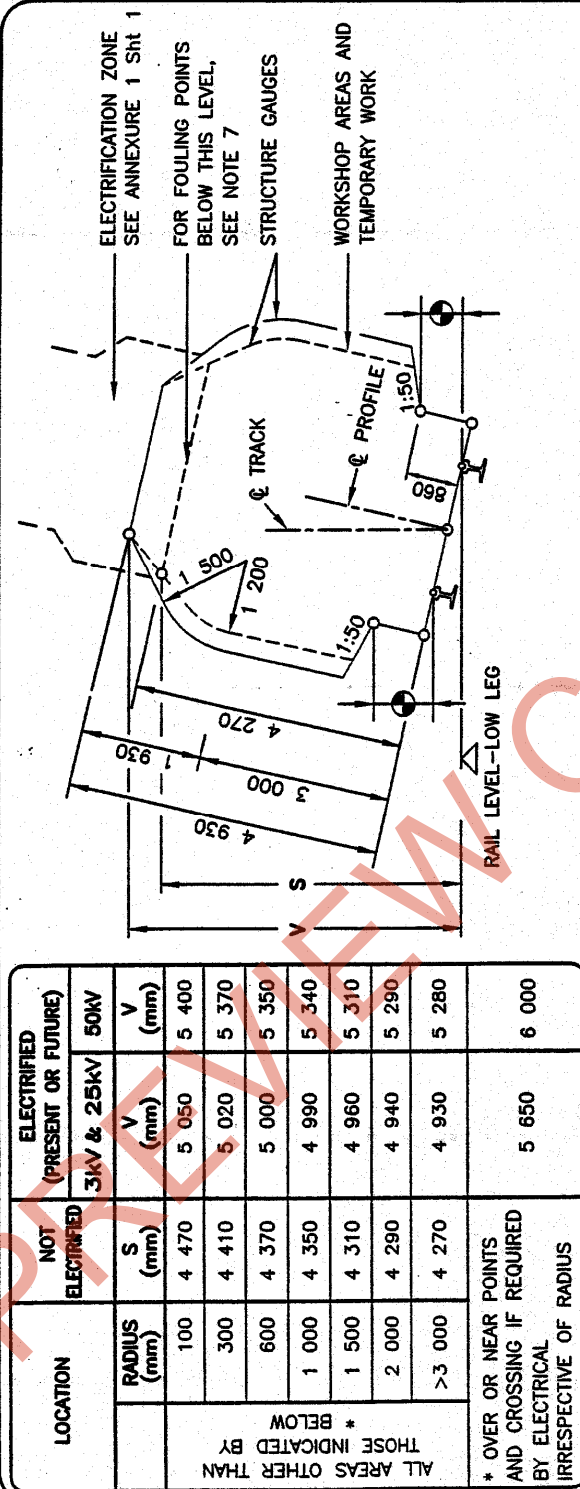 LOCATION
NOT ELECTRIFIED
ELECTRIFIED
(PRESENT OR FUTURE)
3kV & 25kV
50kV
RADIUS (mm)
S (mm)
V (mm)
V (mm)
ALL AREAS OTHER THAN
THOSE INDICATED BY
* BELOW
100 4 470 5 050 5 400
300 4 410 5 020 5 370
600 4 370 5 000 5 350
1 000 4 350 4 990 5 340
1 500 4 310 4 960 5 310
2 000 4 290 4 940 5 290
>3 000 4 270 4 930 5 280
* OVER OR NEAR POINTS
AND CROSSING IF REQUIRED
BY ELECTRICAL
IRRESPECTIVE OF RADIUS
5 650
6 000
V
S
4 930
3 000
1 930
4 270
RAIL LEVEL-LOW LEG
1:50
1 500
1 200
℄ TRACK
℄ PROFILE
860
1:50
ELECTRIFICATION ZONE
SEE ANNEXURE 1 Sht 1
FOR FOULING POINTS
BELOW THIS LEVEL,
SEE NOTE 7
STRUCTURE GAUGES
WORKSHOP AREAS AND
TEMPORARY WORK
PREVIEW C